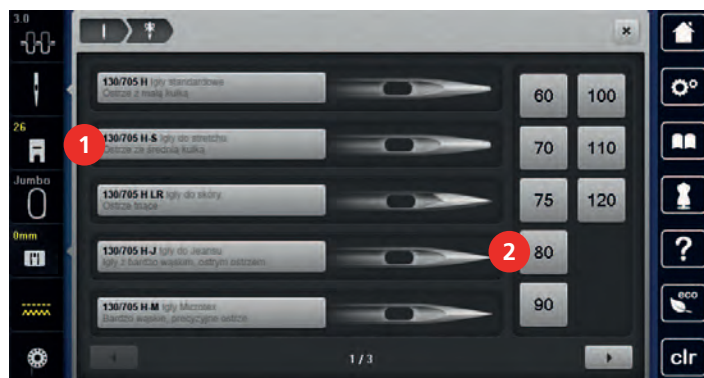 3.0
26
Jumbo
0mm
×
130/705 H Igły standardowe
Ostrze z małą kulką
130/705 H-S Igły do stretchu
Ostrze ze średnią kulką
130/705 H LR Igły do skóry
Ostrze tnące
130/705 H-J Igły do Jeansu
Igły z bardzo wąskim, ostrym ostrzem
130/705 H-M Igły Microtex
Bardzo wąskie, precyzyjne ostrze
1
2
60 100
70 110
75 120
80
90
1 / 3
?
eco
clr